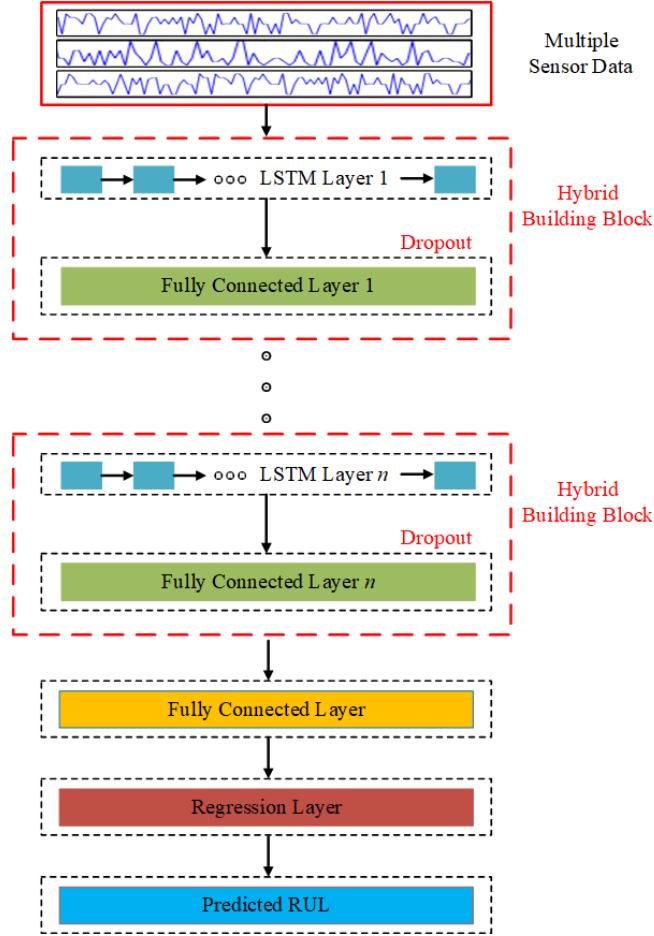 Multiple
Sensor Data
LSTM Layer 1
Hybrid
Building Block
Dropout
Fully Connected Layer 1
LSTM Layer n
Hybrid
Building Block
Dropout
Fully Connected Layer n
Fully Connected Layer
Regression Layer
Predicted RUL